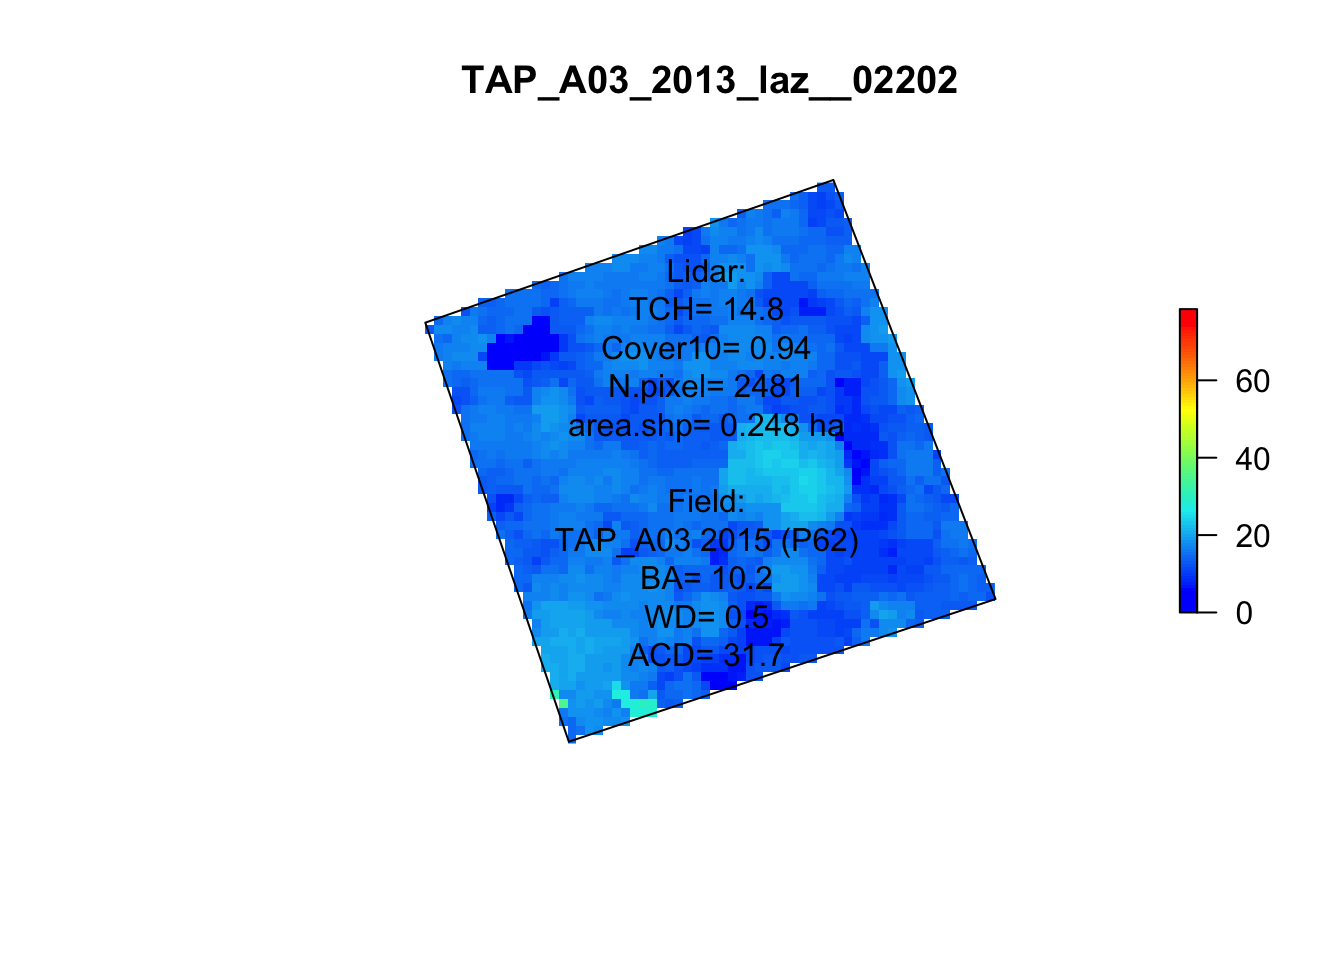 TAP_A03_2013_laz__02202
Lidar:
TCH= 14.8
Cover10= 0.94
N.pixel= 2481
area.shp= 0.248 ha
Field:
TAP_A03 2015 (P62)
BA= 10.2
WD= 0.5
ACD= 31.7
60
40
20
0